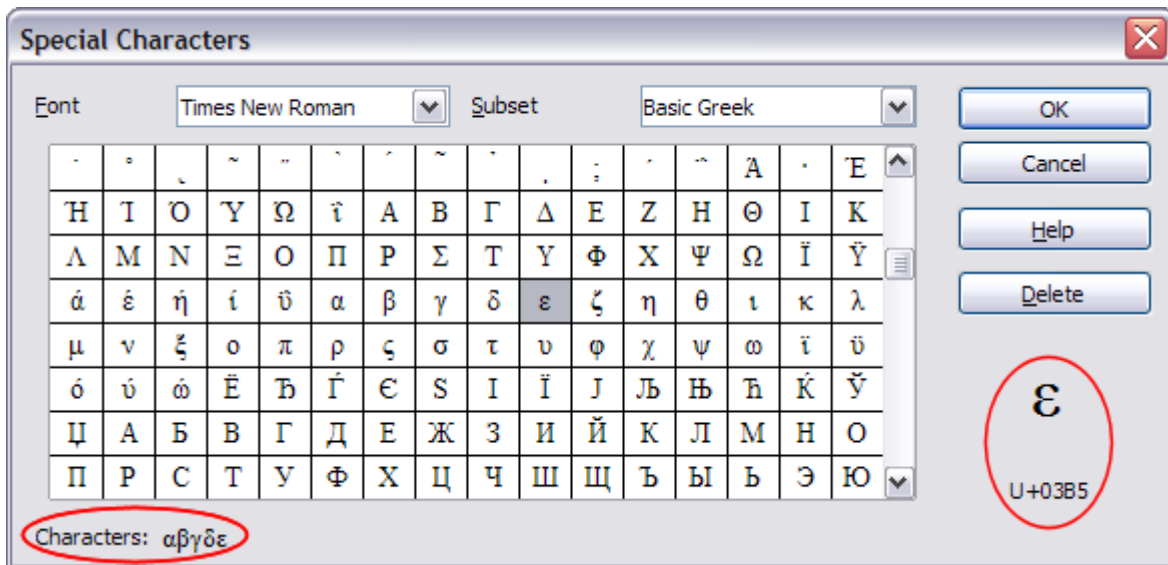 Special Characters
Font Times New Roman Subset Basic Greek OK
˙ ˚ ˛ ˜ ̃ Ά · Έ Cancel
Ή Ί Ό Ύ Ώ ΐ Α Β Γ Δ Ε Ζ Η Θ Ι Κ Help
Λ Μ Ν Ξ Ο Π Ρ Σ Τ Υ Φ Χ Ψ Ω Ϊ Ϋ
ά έ ή ί ΰ α β γ δ ε ζ η θ ι κ λ Delete
μ ν ξ ο π ρ ς σ τ υ φ χ ψ ω ϊ ϋ
ό ύ ώ Ё Ђ Ѓ Є Ѕ І Ї Ј Љ Њ Ћ Ќ Ў ε
Џ А Б В Г Д Е Ж З И Й К Л М Н О
П Р С Т У Ф Х Ц Ч Ш Щ Ъ Ы Ь Э Ю U+03B5
Characters: αβγδε